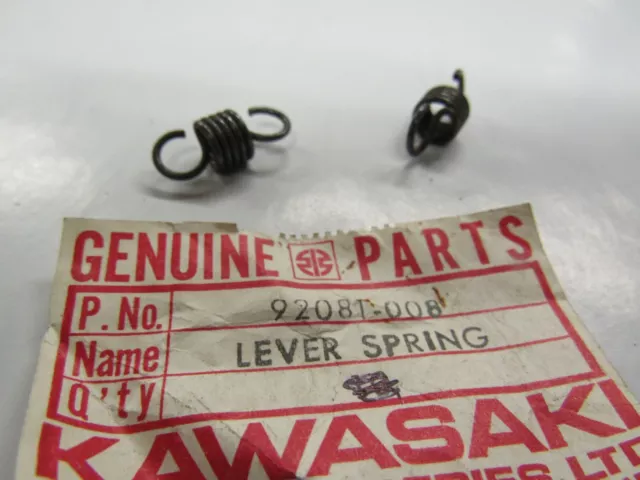 GENUINE PARTS
P. No. 92081-008
Name LEVER SPRING
Q'ty
KAWASAKI